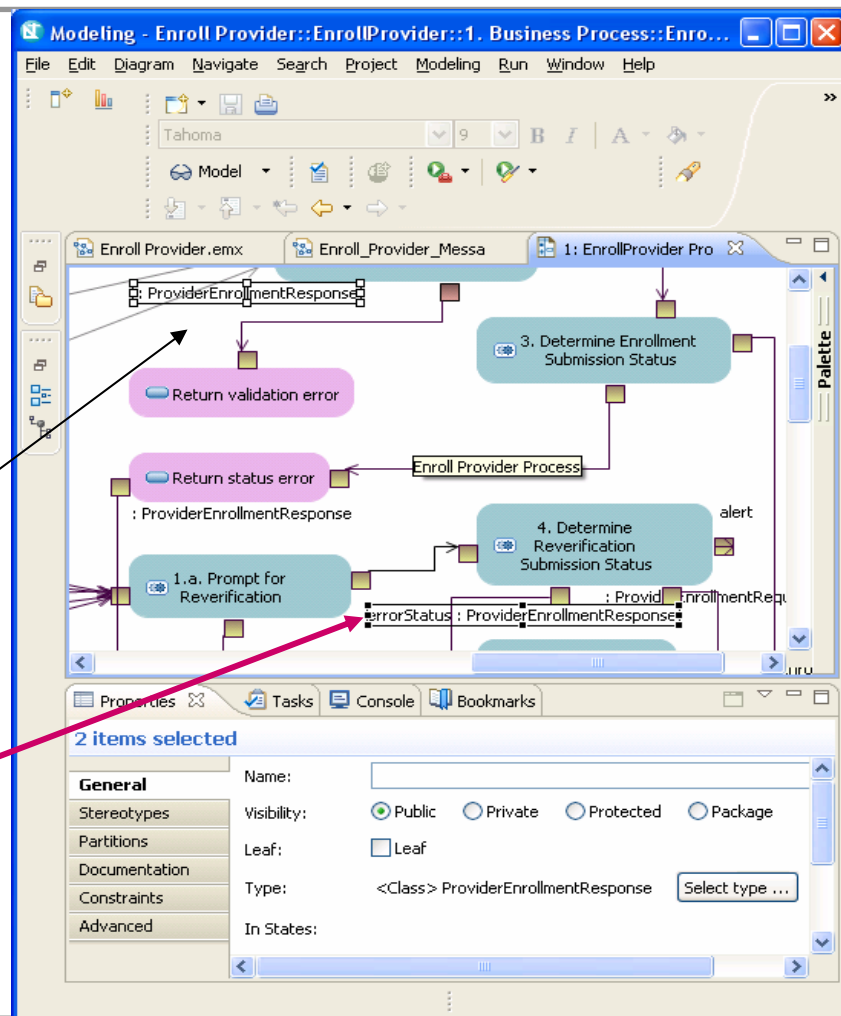 Modeling - Enroll Provider::EnrollProvider::1. Business Process::Enro...
File Edit Diagram Navigate Search Project Modeling Run Window Help
»
Tahoma 9 B I A
Model
Enroll Provider.emx Enroll_Provider_Messa 1: EnrollProvider Pro
Palette
: ProviderEnrollmentResponse
3. Determine Enrollment
Submission Status
Return validation error
Enroll Provider Process
Return status error
: ProviderEnrollmentResponse
alert
4. Determine
Reverification
Submission Status
1.a. Prompt for
Reverification
: ProviderEnrollmentRequ
errorStatus : ProviderEnrollmentResponse
Properties Tasks Console Bookmarks
2 items selected
General
Stereotypes
Partitions
Documentation
Constraints
Advanced
Name:
Visibility: Public Private Protected Package
Leaf: Leaf
Type: <Class> ProviderEnrollmentResponse Select type ...
In States: